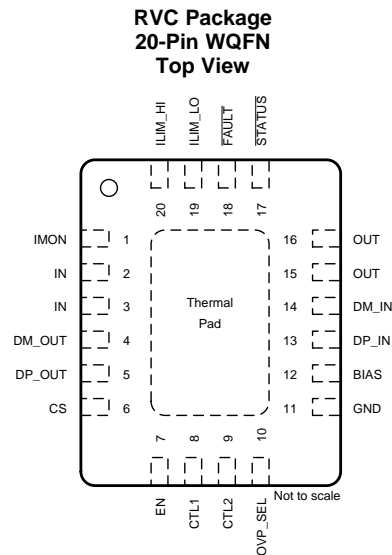 RVC Package
20-Pin WQFN
Top View
ILIM_HI
ILIM_LO
FAULT
STATUS
20
19
18
17
IMON 1
IN 2
IN 3
DM_OUT 4
DP_OUT 5
CS 6
Thermal
Pad
16 OUT
15 OUT
14 DM_IN
13 DP_IN
12 BIAS
11 GND
7
8
9
10
EN
CTL1
CTL2
OVP_SEL
Not to scale